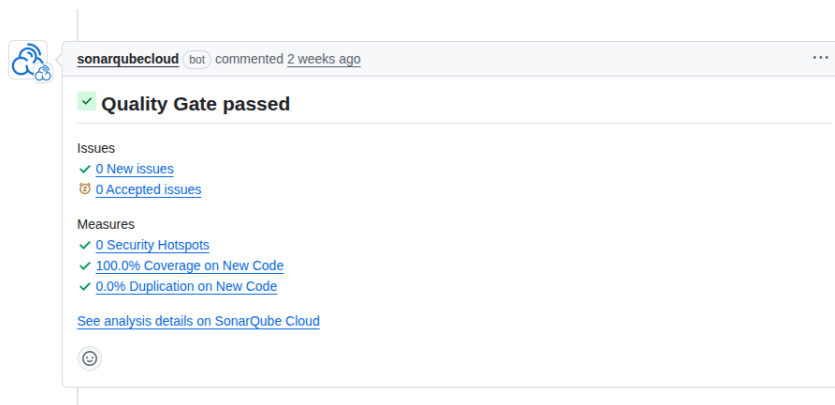 sonarqubecloud bot commented 2 weeks ago
Quality Gate passed
Issues
0 New issues
0 Accepted issues
Measures
0 Security Hotspots
100.0% Coverage on New Code
0.0% Duplication on New Code
See analysis details on SonarQube Cloud